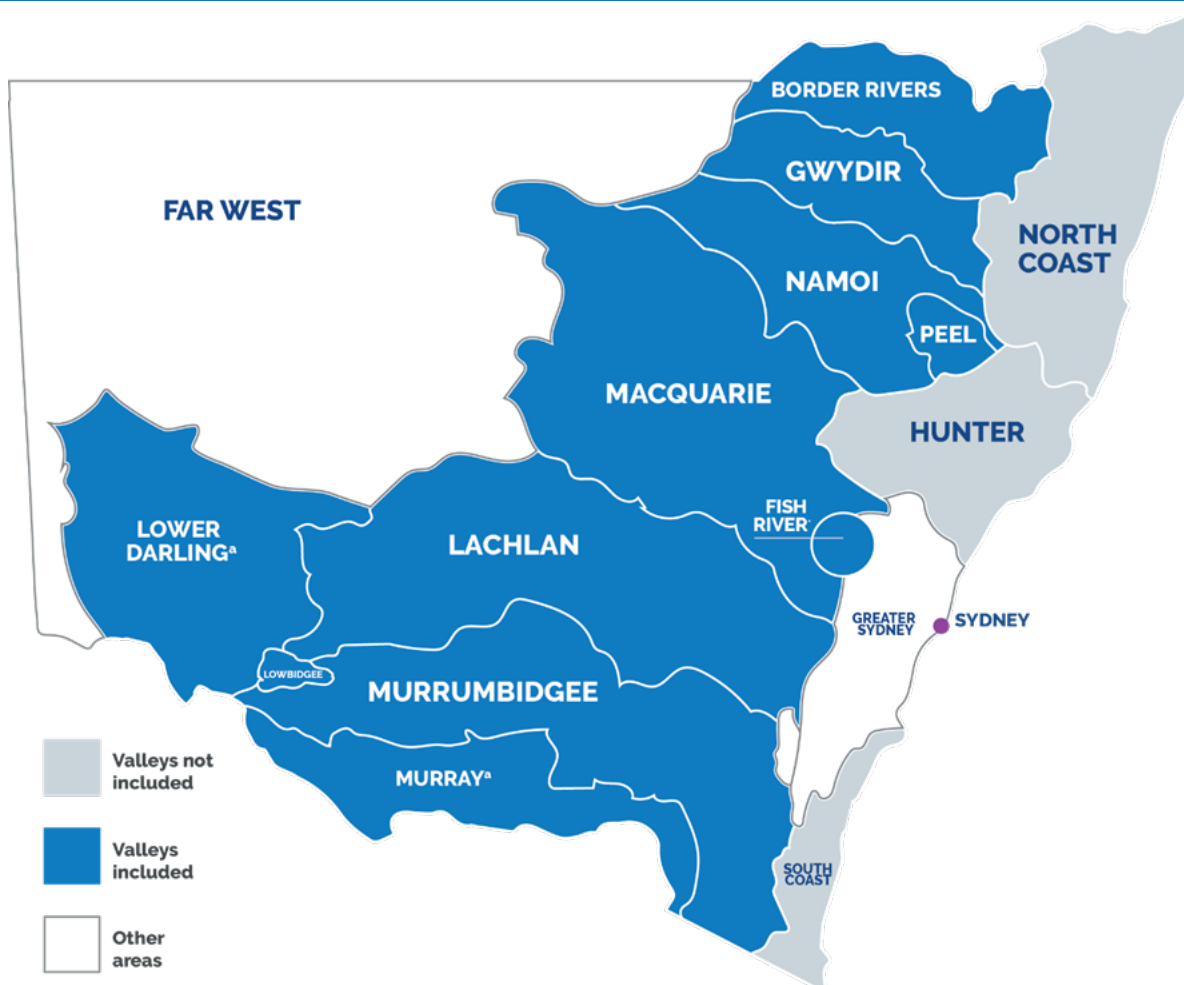 BORDER RIVERS
GWYDIR
FAR WEST
NORTH
COAST
NAMOI
PEEL
MACQUARIE
HUNTER
FISH
RIVER
LOWER
DARLINGª
LACHLAN
GREATER
SYDNEY
SYDNEY
LOWBIDGEE
MURRUMBIDGEE
MURRAYª
SOUTH
COAST
Valleys not
included
Valleys
included
Other
areas